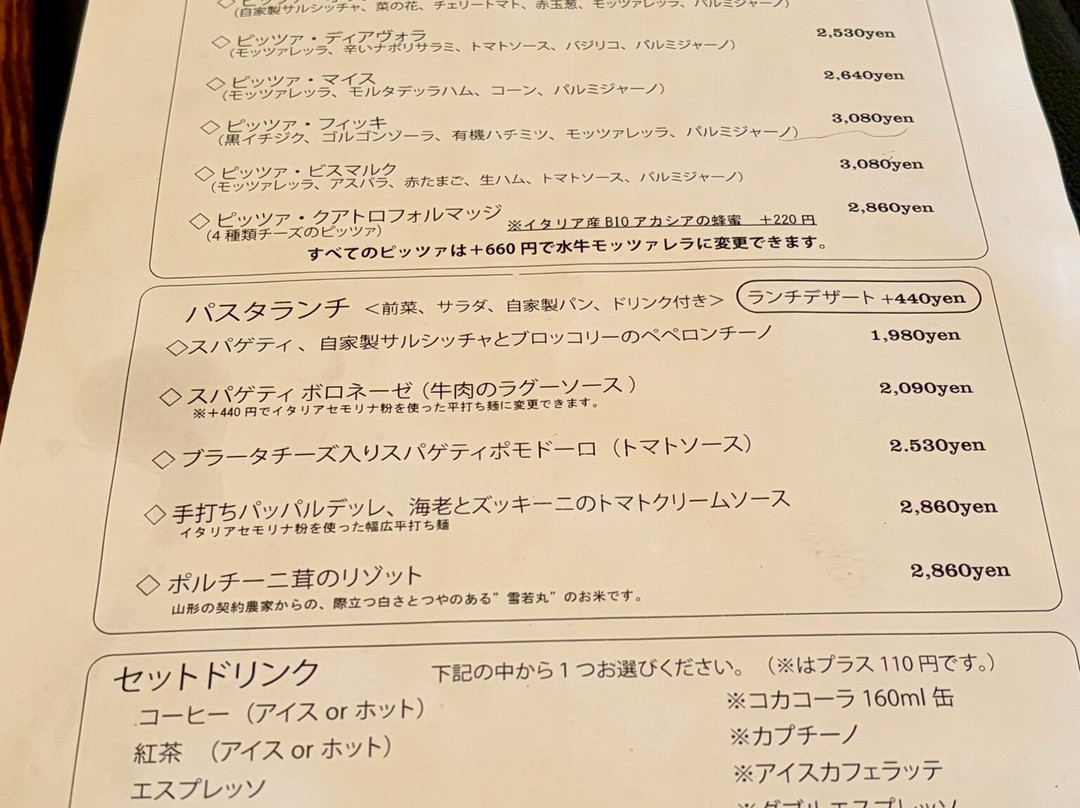 (自家製サルシッチャ、菜の花、チェリートマト、赤玉葱、モッツァレッラ、パルミジャーノ)
◇ ピッツァ・ディアヴォラ 2,530yen
(モッツァレッラ、辛いナポリサラミ、トマトソース、バジリコ、パルミジャーノ)
◇ ピッツァ・マイス 2,640yen
(モッツァレッラ、モルタデッラハム、コーン、パルミジャーノ)
◇ ピッツァ・フィッキ 3,080yen
(黒イチジク、ゴルゴンゾーラ、有機ハチミツ、モッツァレッラ、パルミジャーノ)
◇ ピッツァ・ビスマルク 3,080yen
(モッツァレッラ、アスパラ、赤たまご、生ハム、トマトソース、パルミジャーノ)
◇ ピッツァ・クアトロフォルマッジ ※イタリア産BIOアカシアの蜂蜜 +220円 2,860yen
(4種類チーズのピッツァ)
すべてのピッツァは+660円で水牛モッツァレラに変更できます。
パスタランチ <前菜、サラダ、自家製パン、ドリンク付き> ランチデザート +440yen
◇スパゲティ、自家製サルシッチャとブロッコリーのペペロンチーノ 1,980yen
◇ スパゲティ ボロネーゼ (牛肉のラグーソース) 2,090yen
※+440円でイタリアセモリナ粉を使った平打ち麺に変更できます。
◇ ブラータチーズ入りスパゲティポモドーロ (トマトソース) 2.530yen
◇ 手打ちパッパルデッレ、海老とズッキーニのトマトクリームソース 2,860yen
イタリアセモリナ粉を使った幅広平打ち麺
◇ ポルチーニ茸のリゾット 2,860yen
山形の契約農家からの、際立つ白さとつやのある”雪若丸”のお米です。
セットドリンク 下記の中から1つお選びください。(※はプラス110円です。)
コーヒー (アイス or ホット) ※コカコーラ 160ml 缶
紅茶 (アイス or ホット) ※カプチーノ
エスプレッソ ※アイスカフェラッテ
※ダブルエスプレッソ